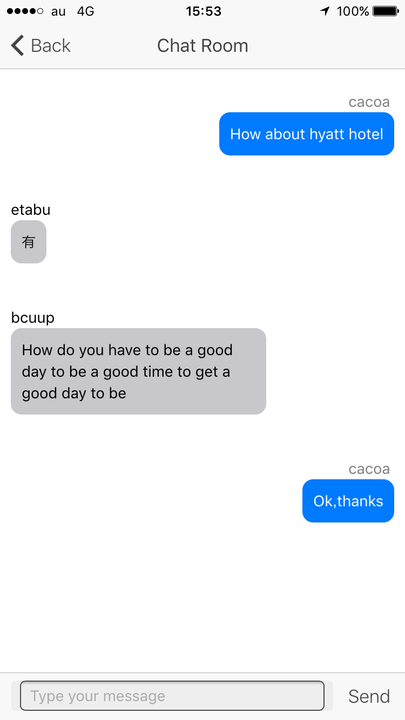 au 4G 15:53 100%
Back Chat Room
cacoa
How about hyatt hotel
etabu
有
bcuup
How do you have to be a good
day to be a good time to get a
good day to be
cacoa
Ok,thanks
Type your message Send